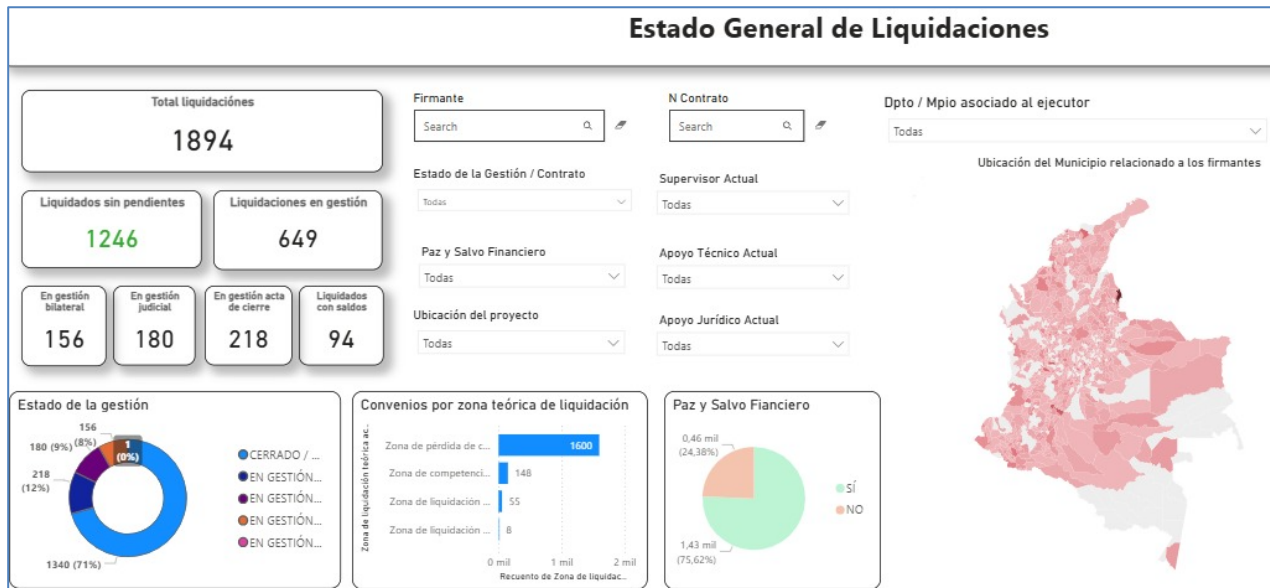 Estado General de Liquidaciones
Total liquidaciónes
1894
Liquidados sin pendientes
1246
Liquidaciones en gestión
649
En gestión
bilateral
156
En gestión
judicial
180
En gestión acta
de cierre
218
Liquidados
con saldos
94
Firmante
Search
N Contrato
Search
Estado de la Gestión / Contrato
Todas
Supervisor Actual
Todas
Paz y Salvo Financiero
Todas
Apoyo Técnico Actual
Todas
Ubicación del proyecto
Todas
Apoyo Jurídico Actual
Todas
Dpto / Mpio asociado al ejecutor
Todas
Ubicación del Municipio relacionado a los firmantes
Estado de la gestión
156
(8%)
1
(0%)
180 (9%)
218
(12%)
1340 (71%)
CERRADO / ...
EN GESTIÓN...
EN GESTIÓN...
EN GESTIÓN...
EN GESTIÓN...
Convenios por zona teórica de liquidación
Zona de liquidación teórica ac...
Zona de pérdida de c...
1600
Zona de competenci...
148
Zona de liquidación ...
55
Zona de liquidación ...
8
0 mil
1 mil
2 mil
Recuento de Zona de liquidac...
Paz y Salvo Fianciero
0,46 mil
(24,38%)
1,43 mil
(75,62%)
SÍ
NO